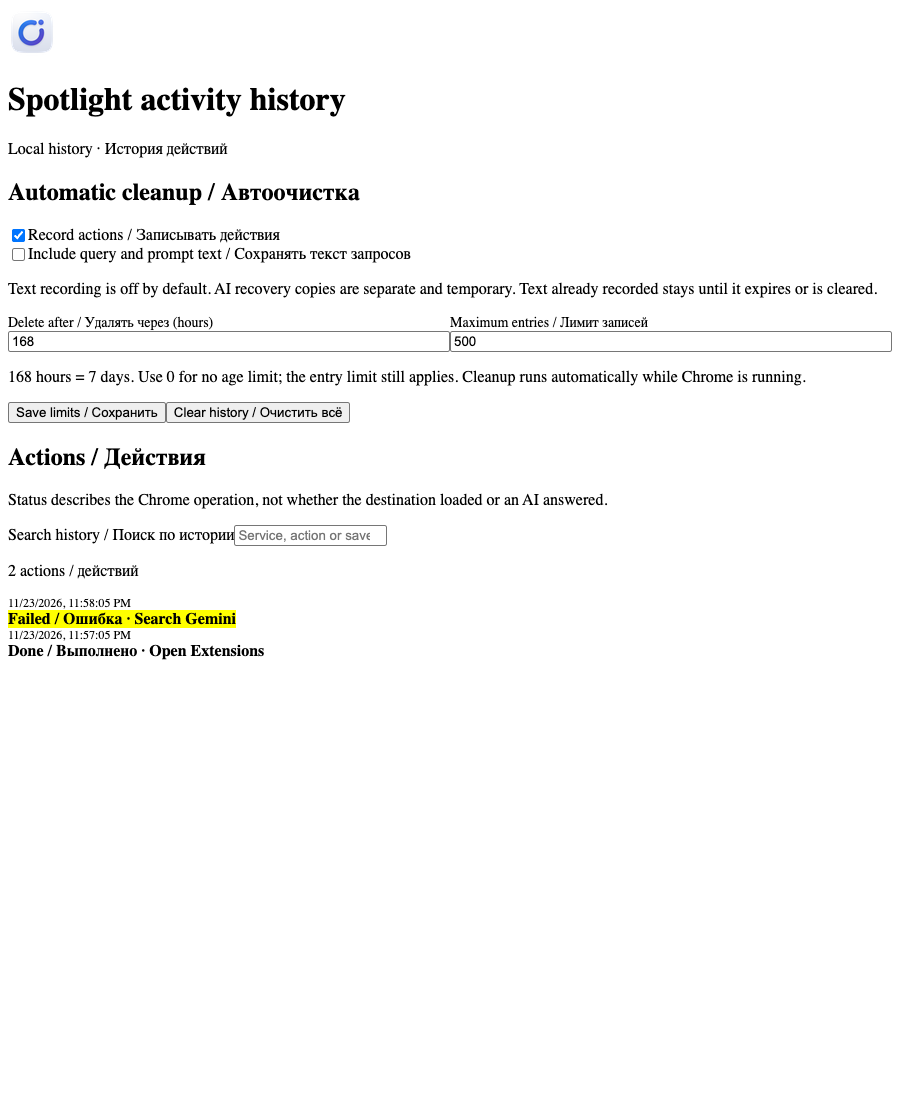 Spotlight activity history
Local history · История действий
Automatic cleanup / Автоочистка
Record actions / Записывать действия
Include query and prompt text / Сохранять текст запросов
Text recording is off by default. AI recovery copies are separate and temporary. Text already recorded stays until it expires or is cleared.
Delete after / Удалять через (hours) Maximum entries / Лимит записей
168 500
168 hours = 7 days. Use 0 for no age limit; the entry limit still applies. Cleanup runs automatically while Chrome is running.
Save limits / Сохранить Clear history / Очистить всё
Actions / Действия
Status describes the Chrome operation, not whether the destination loaded or an AI answered.
Search history / Поиск по истории Service, action or save
2 actions / действий
11/23/2026, 11:58:05 PM
Failed / Ошибка · Search Gemini
11/23/2026, 11:57:05 PM
Done / Выполнено · Open Extensions